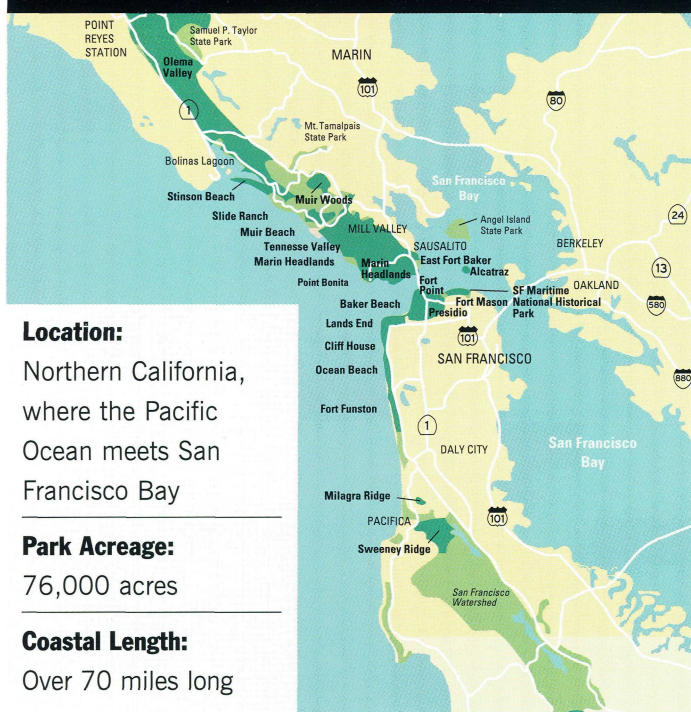 POINT
REYES
STATION
Samuel P. Taylor
State Park
Olema
Valley
MARIN
101
80
1
Mt. Tamalpais
State Park
Bolinas Lagoon
San Francisco
Bay
Stinson Beach
Muir Woods
Slide Ranch
Angel Island
State Park
24
Muir Beach
MILL VALLEY
Tennesse Valley
SAUSALITO
BERKELEY
Marin Headlands
Marin
Headlands
East Fort Baker
Alcatraz
13
Point Bonita
Fort
Point
SF Maritime
National Historical
Park
OAKLAND
Baker Beach
Fort Mason
580
Presidio
Lands End
101
Cliff House
SAN FRANCISCO
Ocean Beach
880
Fort Funston
1
DALY CITY
San Francisco
Bay
Milagra Ridge
PACIFICA
101
Sweeney Ridge
San Francisco
Watershed
Location:
Northern California,
where the Pacific
Ocean meets San
Francisco Bay
Park Acreage:
76,000 acres
Coastal Length:
Over 70 miles long